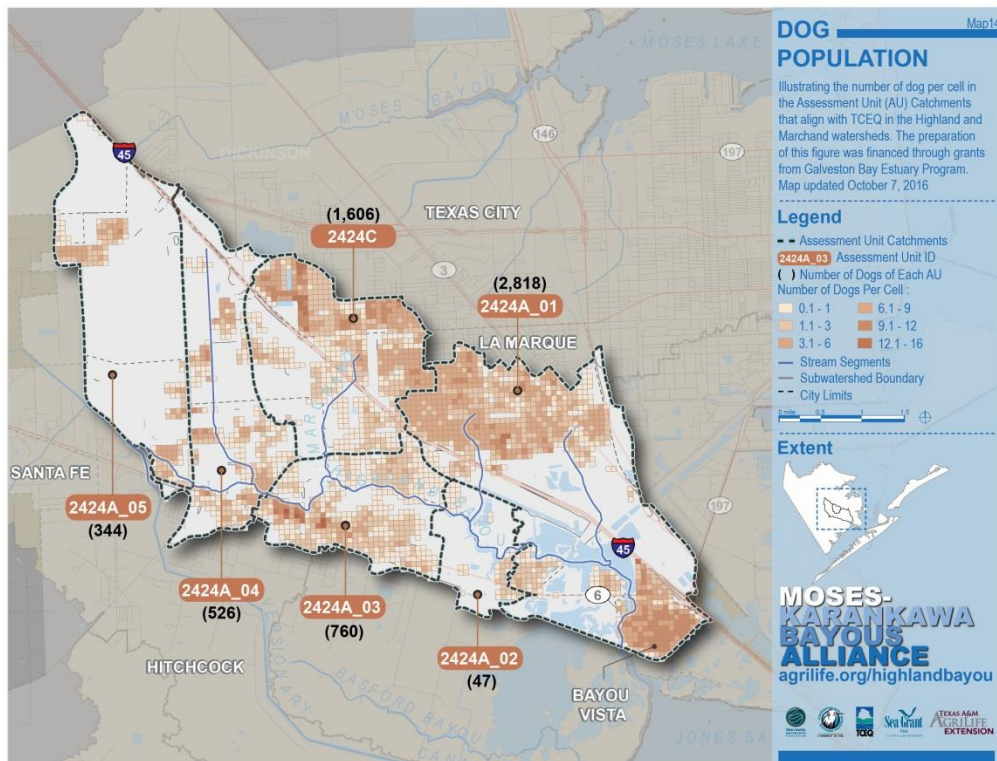 DOG
POPULATION
Map14
Illustrating the number of dog per cell in
the Assessment Unit (AU) Catchments
that align with TCEQ in the Highland and
Marchand watersheds. The preparation
of this figure was financed through grants
from Galveston Bay Estuary Program.
Map updated October 7, 2016
Legend
Assessment Unit Catchments
2424A_03 Assessment Unit ID
( ) Number of Dogs of Each AU
Number of Dogs Per Cell :
0.1 - 1
6.1 - 9
1.1 - 3
9.1 - 12
3.1 - 6
12.1 - 16
Stream Segments
Subwatershed Boundary
City Limits
0 mile 0.5 1 1.5
Extent
MOSES-
KARANKAWA
BAYOUS
ALLIANCE
agrilife.org/highlandbayou
TCEQ
Sea Grant
TEXAS A&M
AGRILIFE
EXTENSION
MOSES LAKE
MOSES BAYOU
146
DICKINSON
45
197
(1,606)
2424C
TEXAS CITY
3
(2,818)
2424A_01
LA MARQUE
SANTA FE
2424A_05
(344)
197
45
6
2424A_04
(526)
2424A_03
(760)
2424A_02
(47)
HITCHCOCK
BASFORD BAYOU
BAYOU
VISTA
JONES BA